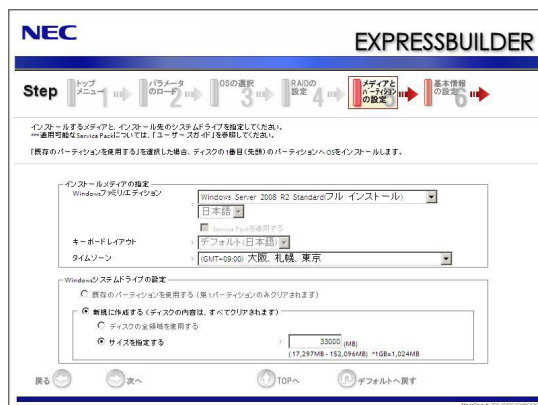 NEC
EXPRESSBUILDER
Step
トップメニュー 1
パラメータのロード 2
OSの選択 3
RAIDの設定 4
メディアとパーティションの設定 5
基本情報の設定 6
インストールするメディアと、インストール先のシステムドライブを指定してください。
***適用可能なService Packについては、「ユーザーズガイド」を参照してください。
「既存のパーティションを使用する」を選択した場合、ディスクの1番目(先頭)のパーティションへOSをインストールします。
インストールメディアの指定
Windowsファミリ/エディション : Windows Server 2008 R2 Standard(フル インストール)
日本語
Service Packを使用する
キーボードレイアウト : デフォルト(日本語)
タイムゾーン : (GMT+09:00) 大阪、札幌、東京
Windowsシステムドライブの設定
既存のパーティションを使用する (第1パーティションのみクリアされます)
新規に作成する (ディスクの内容は、すべてクリアされます)
ディスクの全領域を使用する
サイズを指定する : 33000 (MB)
(17,297MB - 152,096MB) *1GB=1,024MB
戻る 次へ TOPへ デフォルトへ戻す